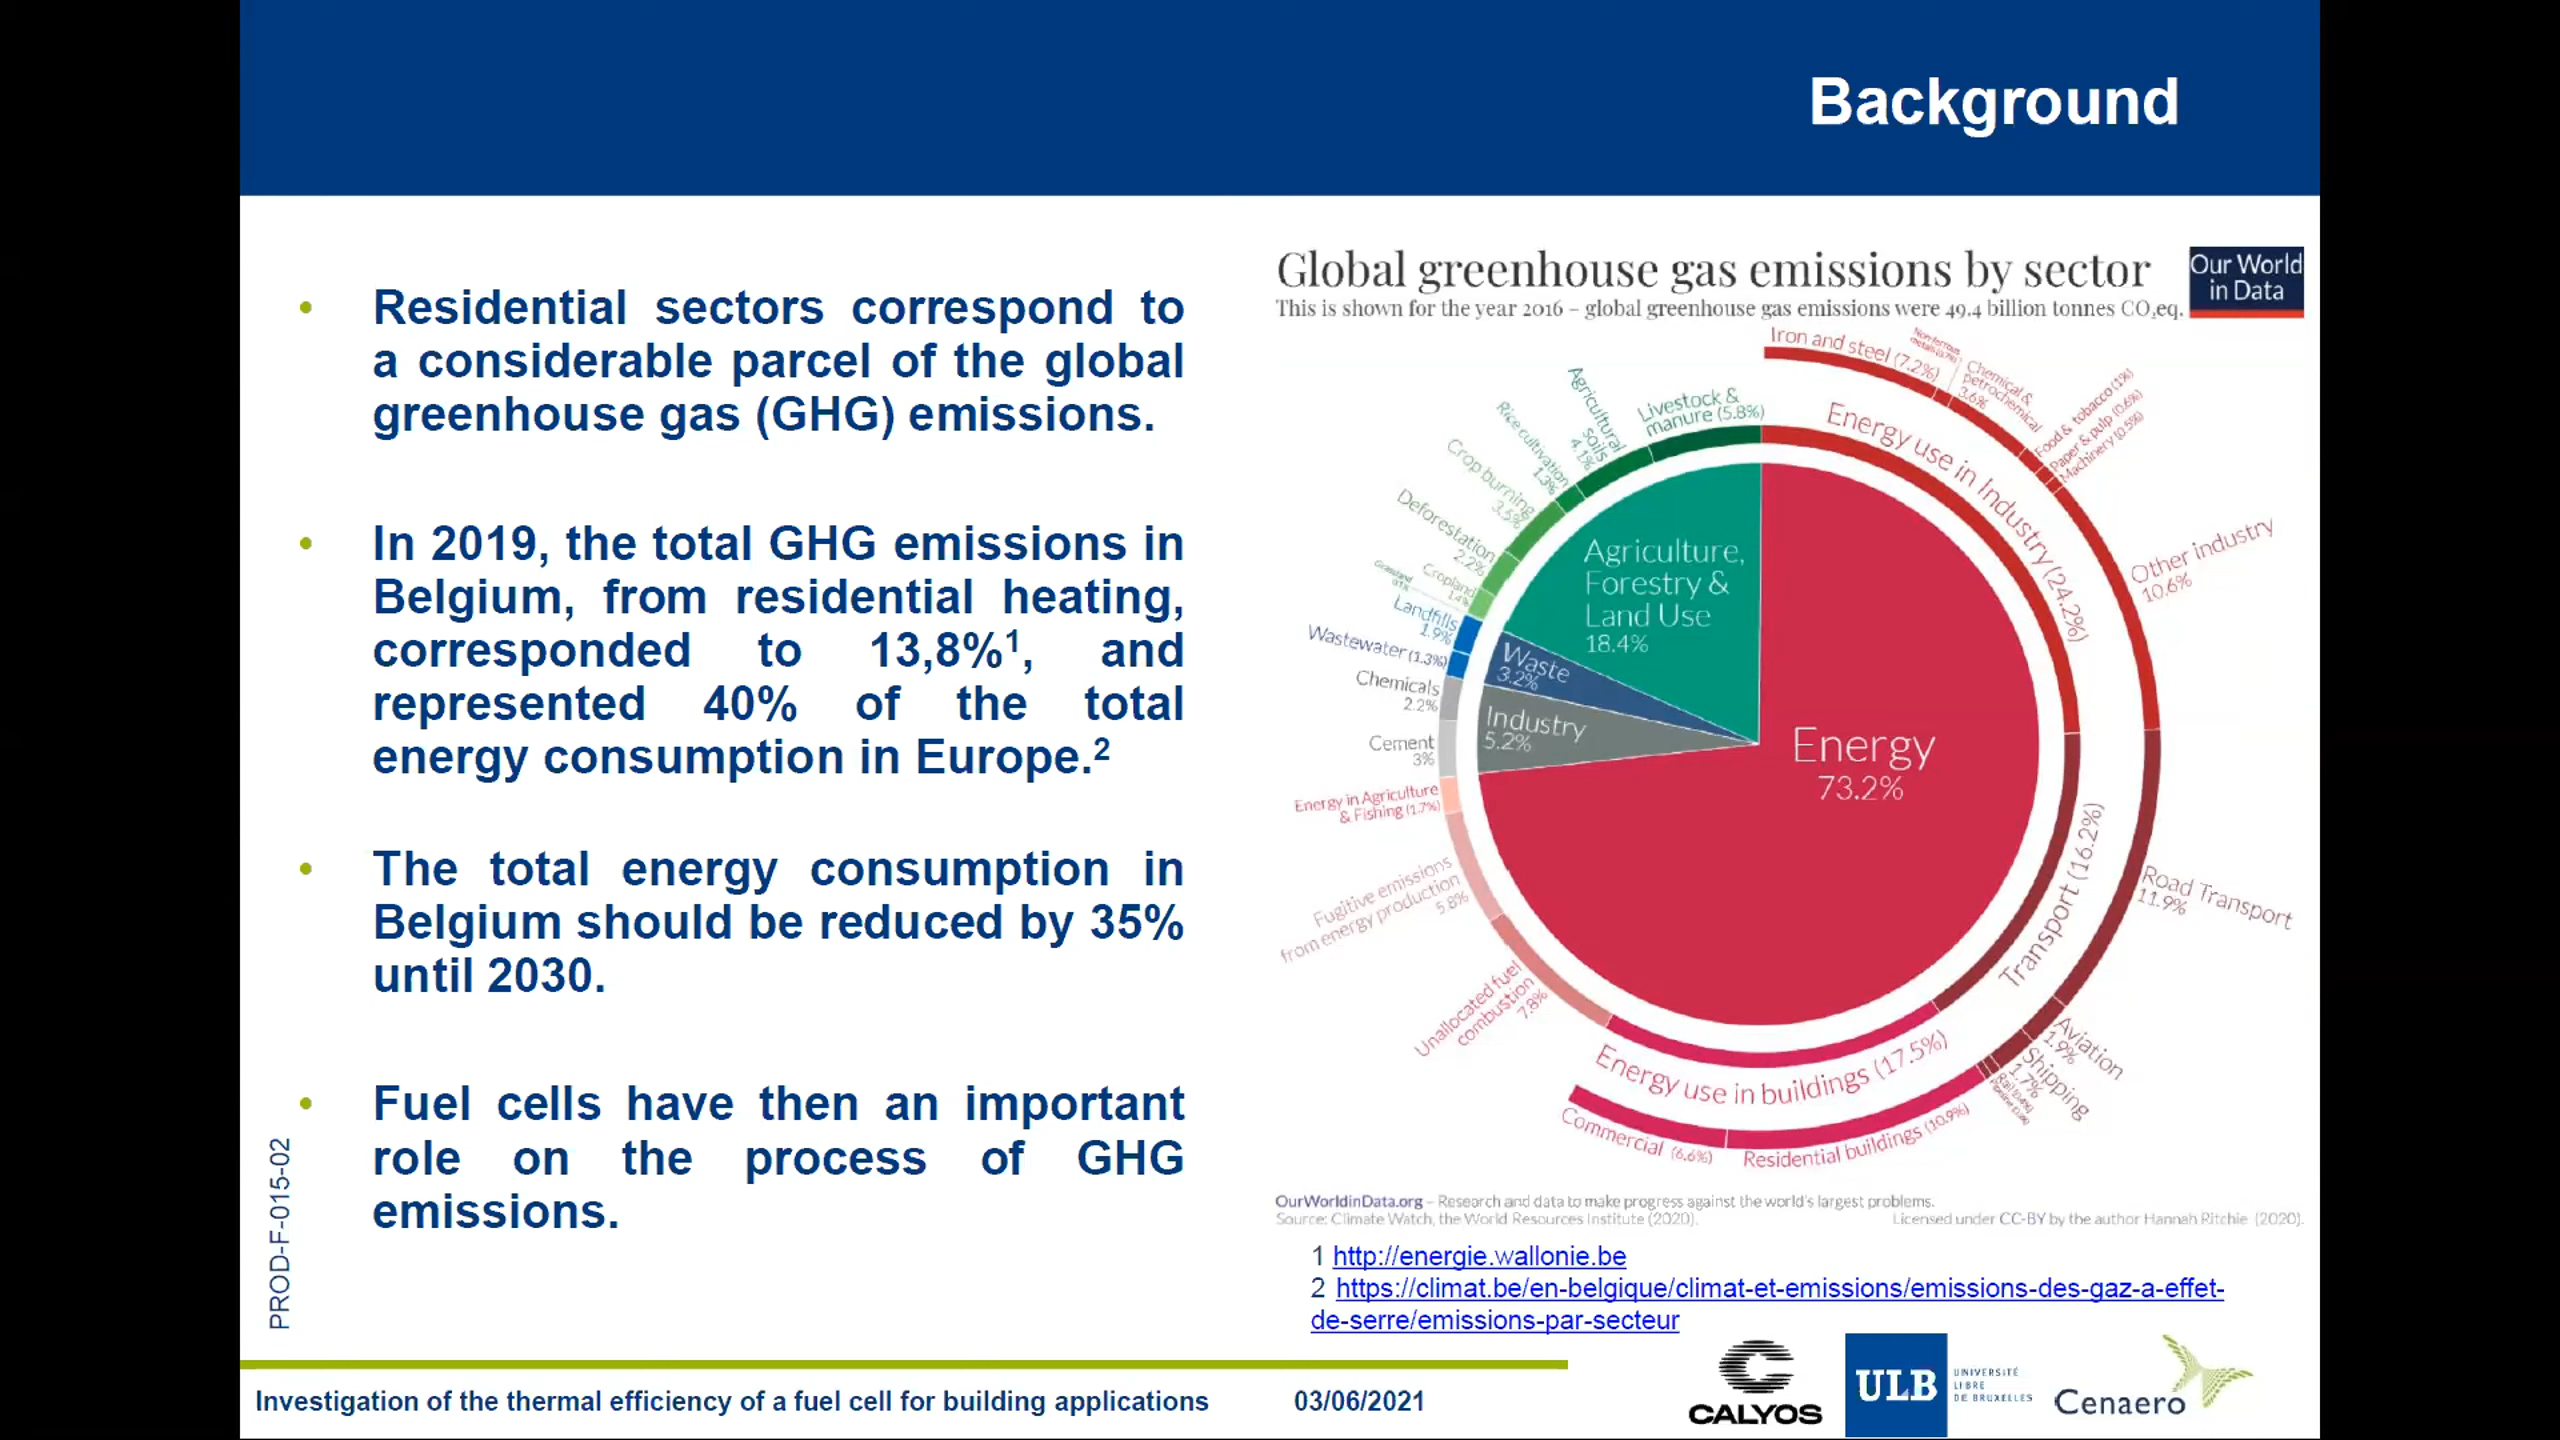 Background
• Residential sectors correspond to
a considerable parcel of the global
greenhouse gas (GHG) emissions.
• In 2019, the total GHG emissions in
Belgium, from residential heating,
corresponded to 13,8%1, and
represented 40% of the total
energy consumption in Europe.2
• The total energy consumption in
Belgium should be reduced by 35%
until 2030.
• Fuel cells have then an important
role on the process of GHG
emissions.
PROD-F-015-02
Global greenhouse gas emissions by sector
Our World
in Data
This is shown for the year 2016 – global greenhouse gas emissions were 49.4 billion tonnes CO₂eq.
Iron and steel (7.2%)
Chemical &
petrochemical
3.6%
Food & tobacco (1%)
Paper & pulp (0.6%)
Machinery (0.5%)
Energy use in Industry (24.2%)
Other industry
10.6%
Transport (16.2%)
Road Transport
11.9%
Aviation
1.9%
Shipping
1.7%
Energy use in buildings (17.5%)
Residential buildings (10.9%)
Commercial (6.6%)
Unallocated fuel
combustion
7.8%
Fugitive emissions
from energy production
5.8%
Energy in Agriculture
& Fishing (1.7%)
Cement
3%
Chemicals
2.2%
Wastewater (1.3%)
Landfills
1.9%
Cropland
1.4%
Deforestation
2.2%
Crop burning
3.5%
Rice cultivation
1.3%
Agricultural
soils
4.1%
Livestock &
manure (5.8%)
Agriculture,
Forestry &
Land Use
18.4%
Waste
3.2%
Industry
5.2%
Energy
73.2%
OurWorldinData.org – Research and data to make progress against the world's largest problems.
Source: Climate Watch, the World Resources Institute (2020).
Licensed under CC-BY by the author Hannah Ritchie (2020).
1 http://energie.wallonie.be
2 https://climat.be/en-belgique/climat-et-emissions/emissions-des-gaz-a-effet-
de-serre/emissions-par-secteur
Investigation of the thermal efficiency of a fuel cell for building applications
03/06/2021
CALYOS
ULB
UNIVERSITÉ
LIBRE
DE BRUXELLES
Cenaero